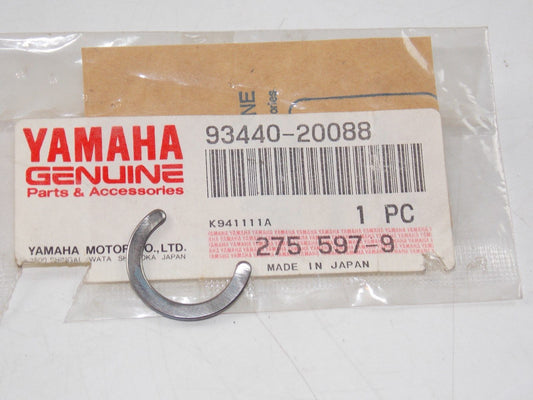 YAMAHA
GENUINE
Parts & Accessories
93440-20088
K941111A
1 PC
YAMAHA MOTOR CO.,LTD.
JAPAN
275 597-9
MADE IN JAPAN